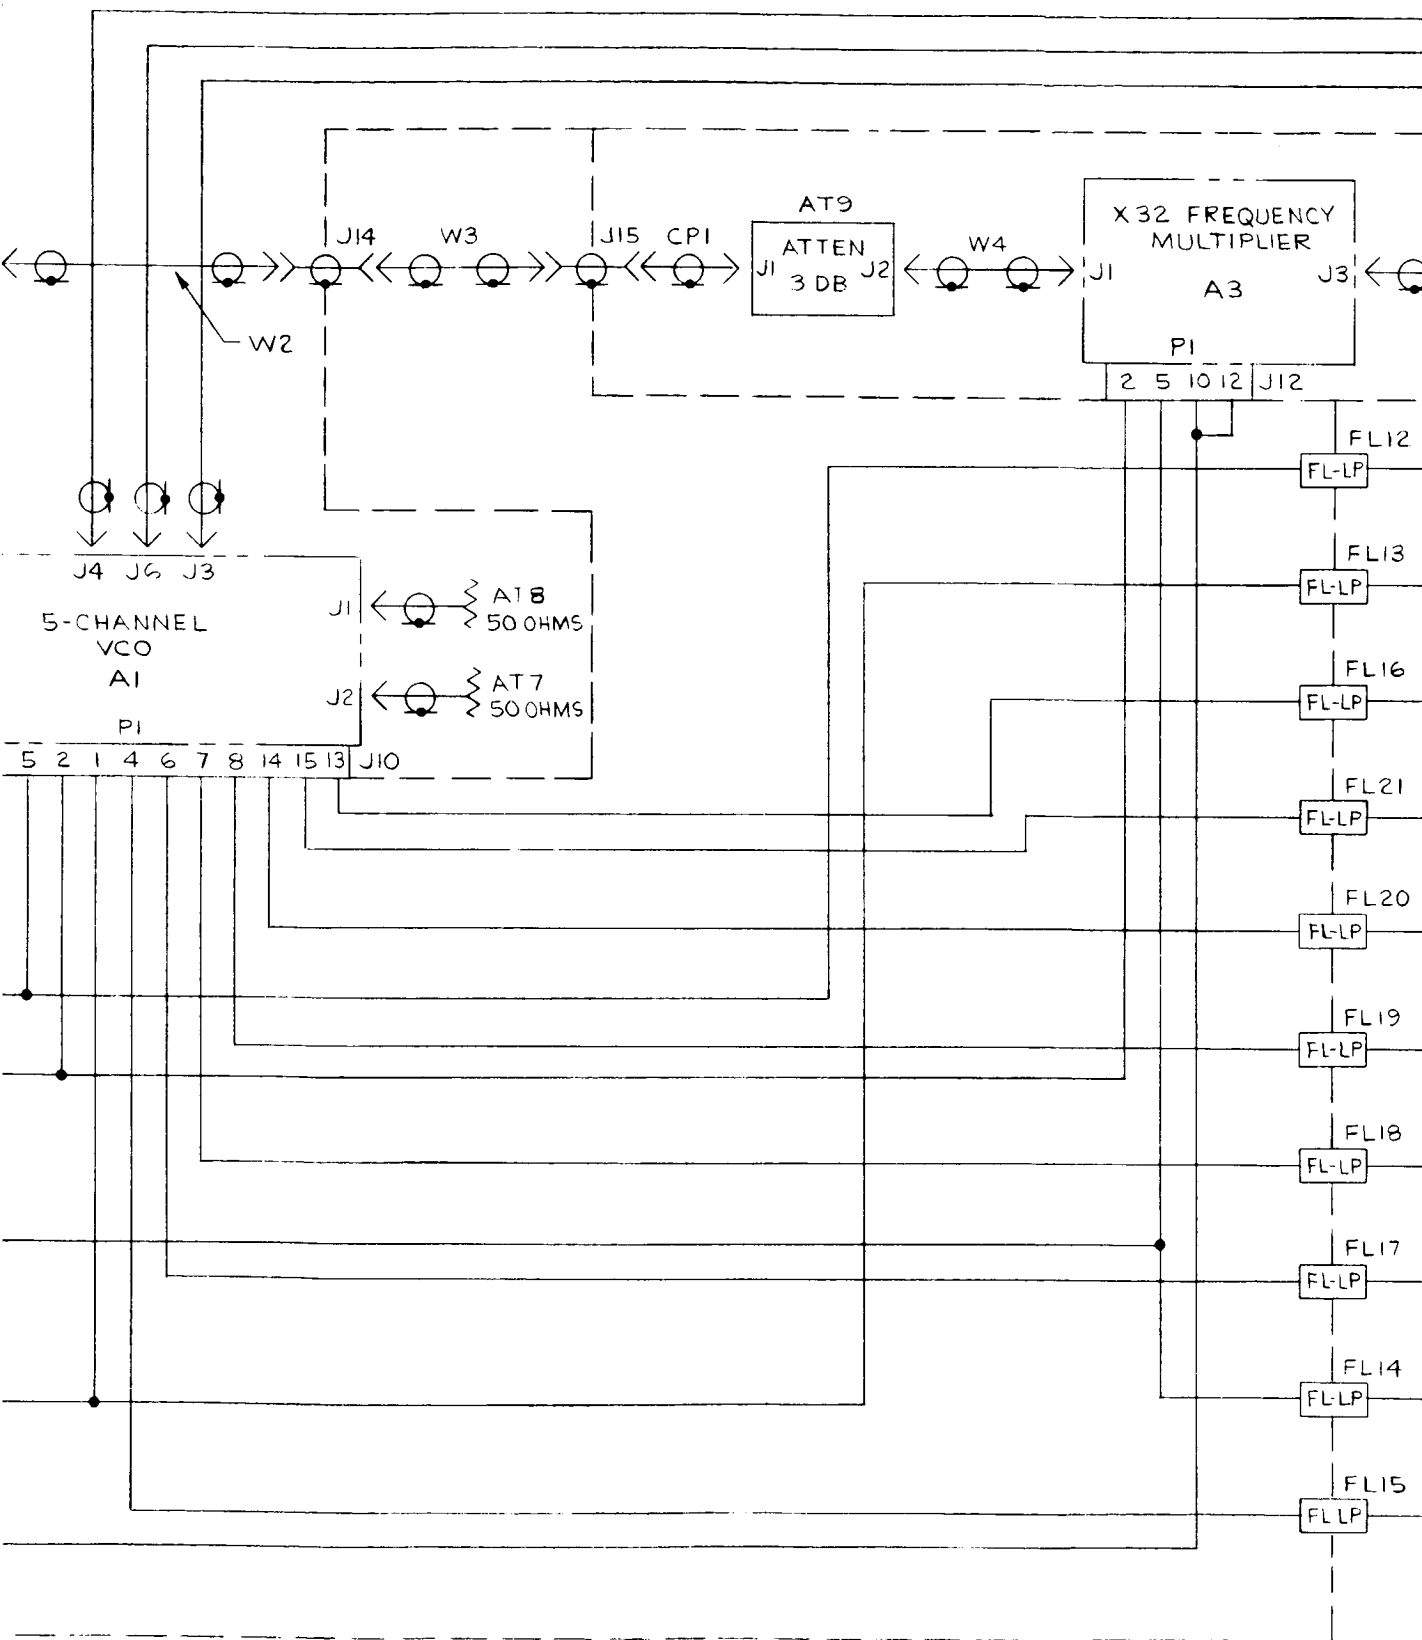 AT9
X32 FREQUENCY
MULTIPLIER
A3
J14
W3
J15
CP1
ATTEN
3 DB
J1
J2
W4
J1
J3
W2
P1
2 5 10 12 J12
FL12
FL-LP
FL13
FL-LP
J4 J6 J3
5-CHANNEL
VCO
A1
J1
AT8
50 OHMS
J2
AT7
50 OHMS
P1
5 2 1 4 6 7 8 14 15 13 J10
FL16
FL-LP
FL21
FL-LP
FL20
FL-LP
FL19
FL-LP
FL18
FL-LP
FL17
FL-LP
FL14
FL-LP
FL15
FL LP